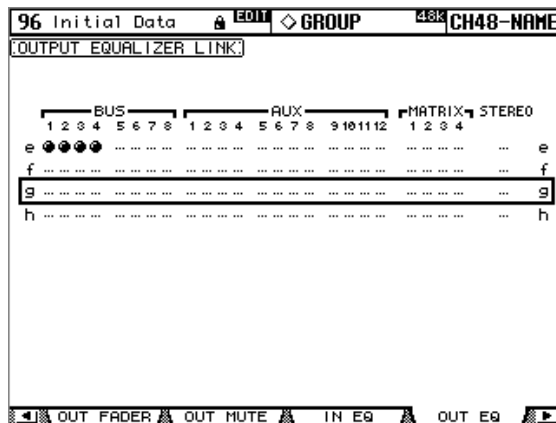 96 Initial Data EDIT GROUP 48k CH48-NAME
OUTPUT EQUALIZER LINK
BUS AUX MATRIX STEREO
1 2 3 4 5 6 7 8 1 2 3 4 5 6 7 8 9 10 11 12 1 2 3 4
e e
f f
g g
h h
OUT FADER OUT MUTE IN EQ OUT EQ